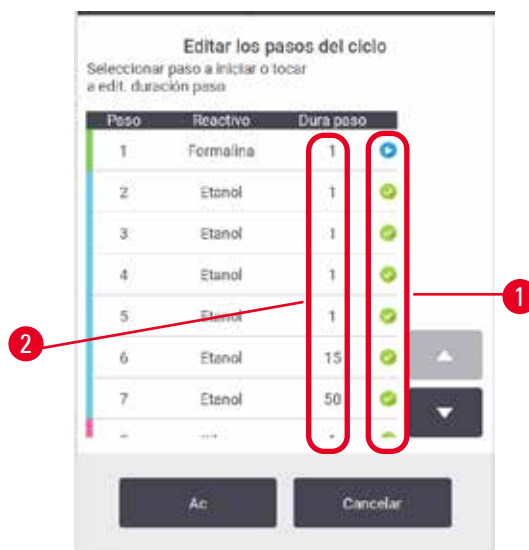 Editar los pasos del ciclo
Seleccionar paso a iniciar o tocar
a edit. duración paso
Paso Reactivo Dura paso
1 Formalina 1
2 Etanol 1
3 Etanol 1
4 Etanol 1
5 Etanol 1
6 Etanol 15
7 Etanol 50
Ac Cancelar
1
2